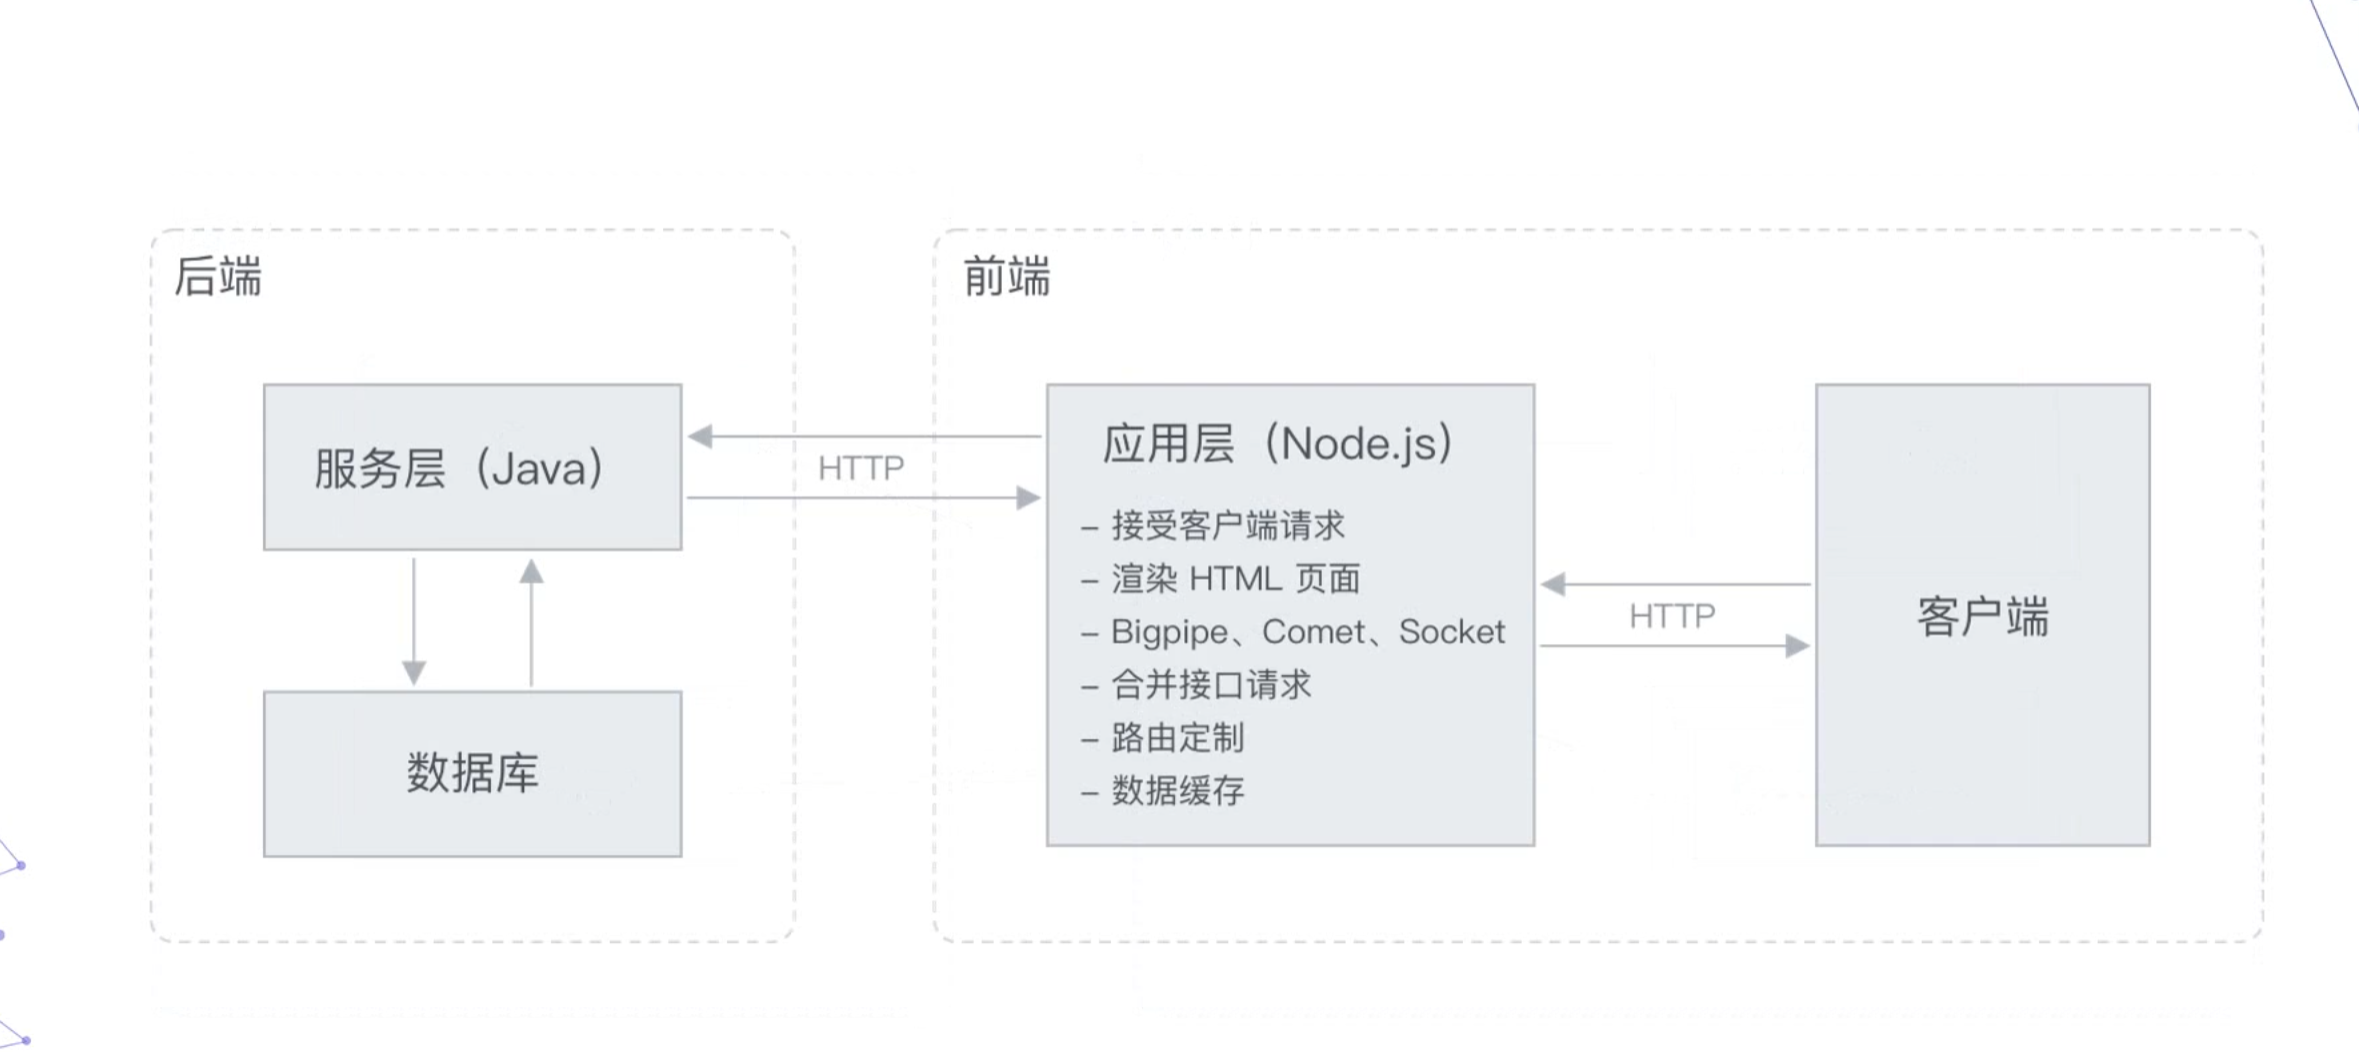 后端
服务层（Java）
数据库
HTTP
前端
应用层（Node.js）
– 接受客户端请求
– 渲染 HTML 页面
– Bigpipe、Comet、Socket
– 合并接口请求
– 路由定制
– 数据缓存
HTTP
客户端